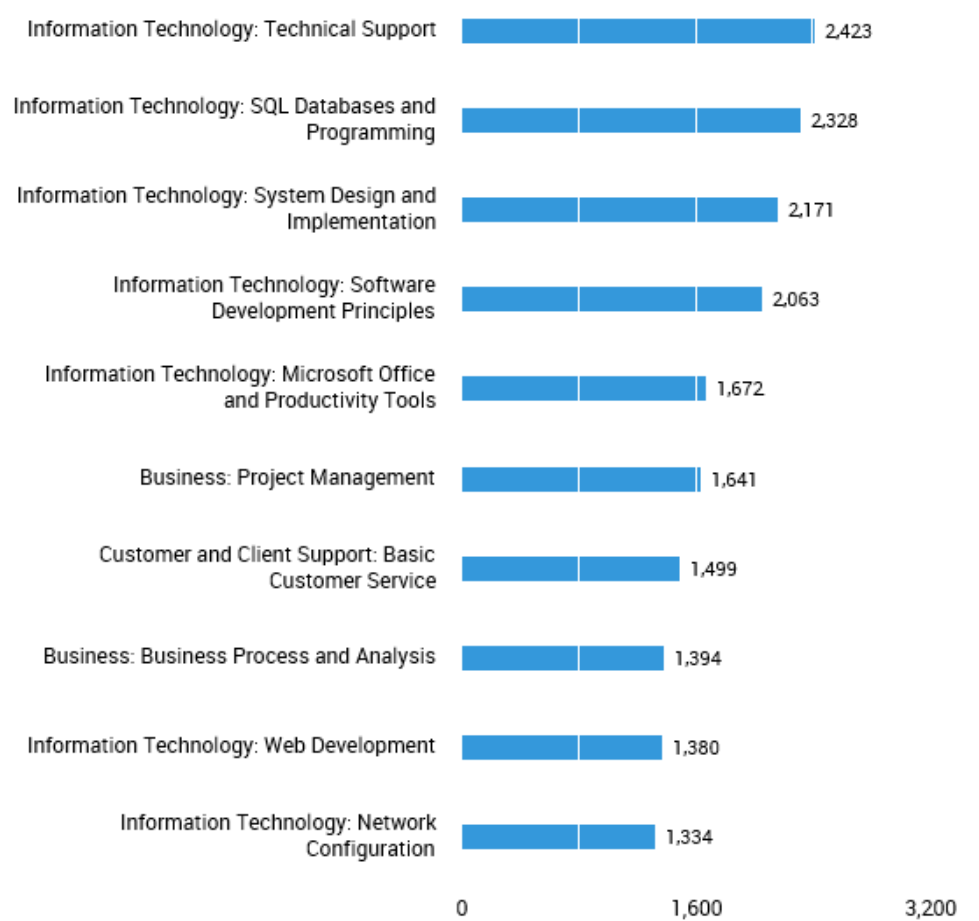 Information Technology: Technical Support
2,423
Information Technology: SQL Databases and
Programming
2,328
Information Technology: System Design and
Implementation
2,171
Information Technology: Software
Development Principles
2,063
Information Technology: Microsoft Office
and Productivity Tools
1,672
Business: Project Management
1,641
Customer and Client Support: Basic
Customer Service
1,499
Business: Business Process and Analysis
1,394
Information Technology: Web Development
1,380
Information Technology: Network
Configuration
1,334
0
1,600
3,200